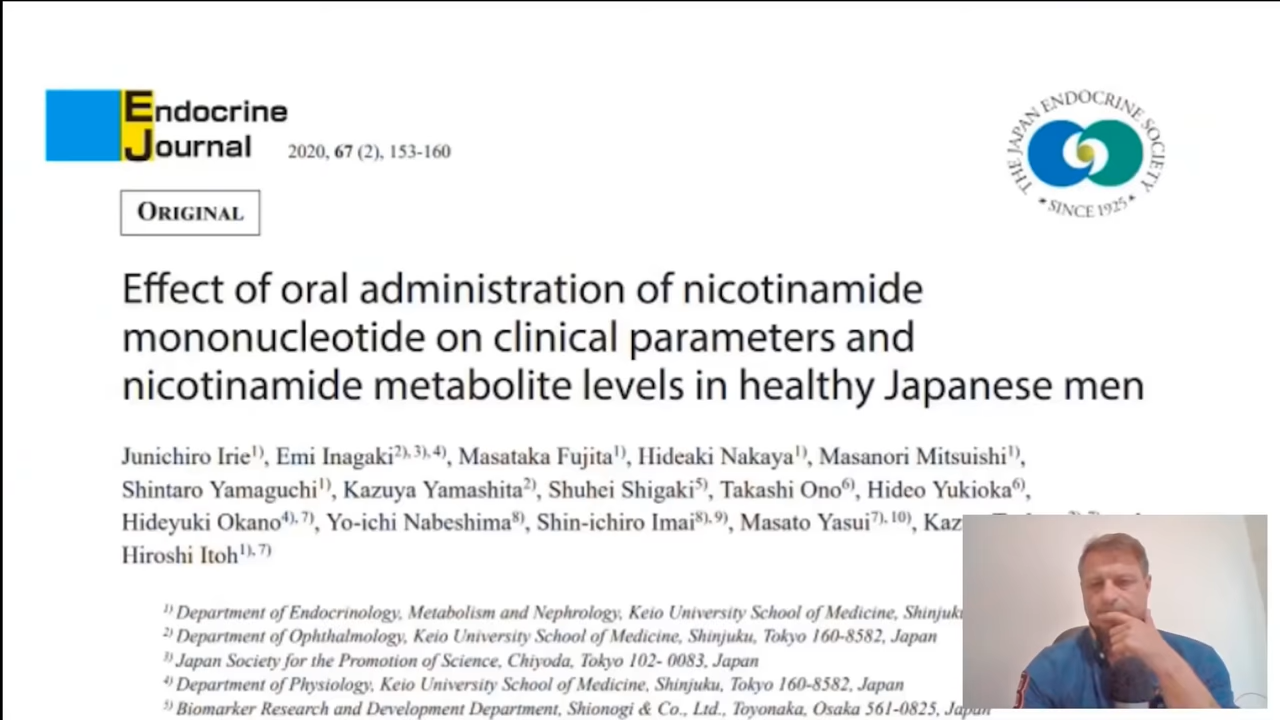 Endocrine
Journal 2020, 67 (2), 153-160
THE JAPAN ENDOCRINE SOCIETY
SINCE 1925
ORIGINAL
Effect of oral administration of nicotinamide
mononucleotide on clinical parameters and
nicotinamide metabolite levels in healthy Japanese men
Junichiro Irie1), Emi Inagaki2), 3), 4), Masataka Fujita1), Hideaki Nakaya1), Masanori Mitsuishi1),
Shintaro Yamaguchi1), Kazuya Yamashita2), Shuhei Shigaki5), Takashi Ono6), Hideo Yukioka6),
Hideyuki Okano4), 7), Yo-ichi Nabeshima8), Shin-ichiro Imai8), 9), Masato Yasui7), 10),
Hiroshi Itoh1), 7)
1) Department of Endocrinology, Metabolism and Nephrology, Keio University School of Medicine,
2) Department of Ophthalmology, Keio University School of Medicine, Shinjuku, Tokyo 160-8582, Japan
3) Japan Society for the Promotion of Science, Chiyoda, Tokyo 102- 0083, Japan
4) Department of Physiology, Keio University School of Medicine, Shinjuku, Tokyo 160-8582, Japan
5) Biomarker Research and Development Department, Shionogi & Co., Ltd., Toyonaka, Osaka 561-0825, Japan